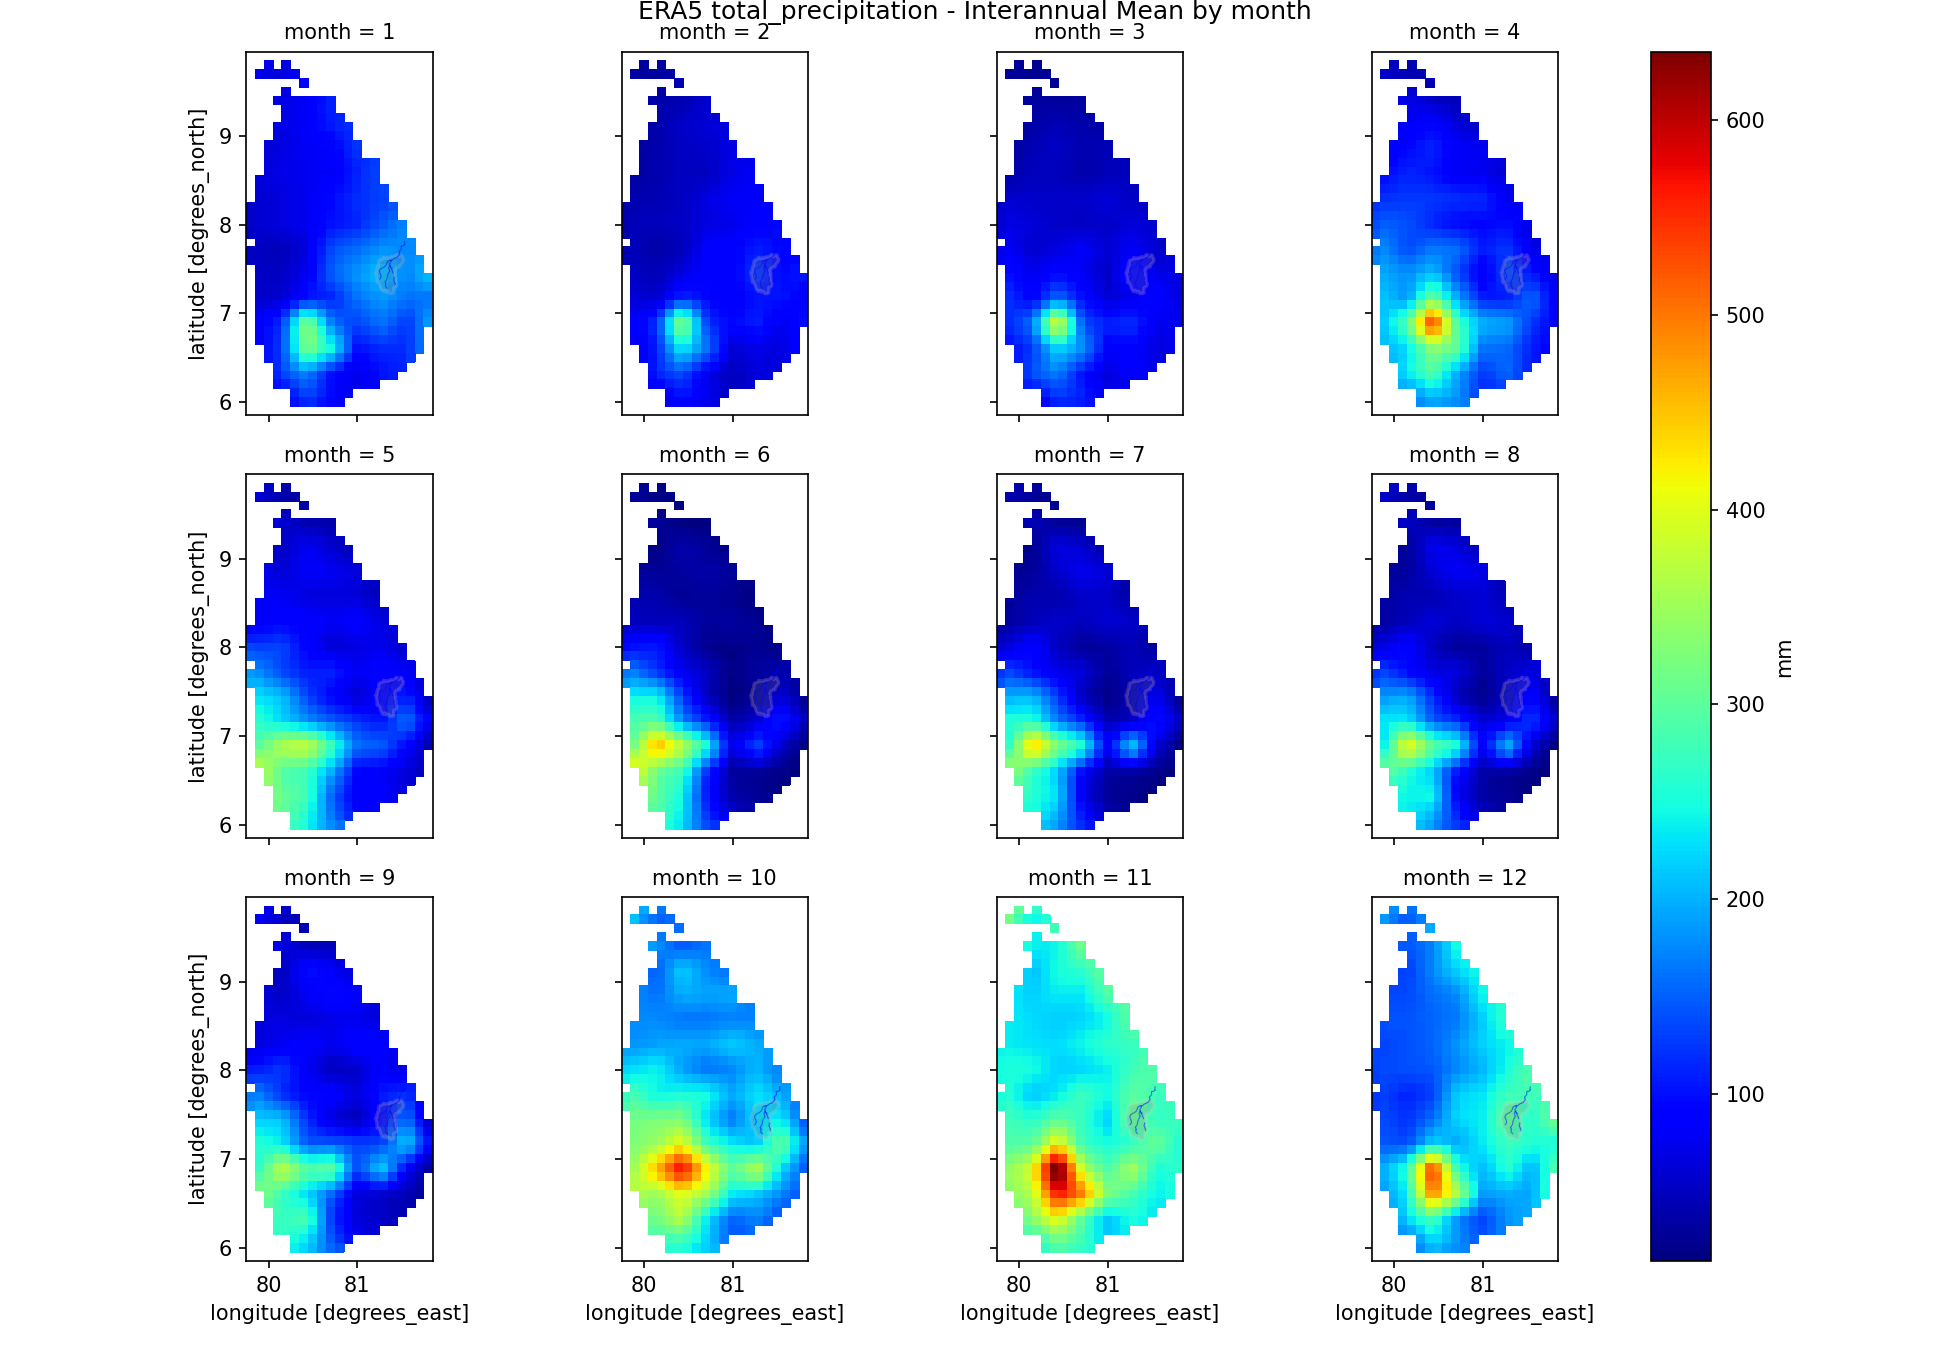 ERA5 total_precipitation - Interannual Mean by month
month = 1
month = 2
month = 3
month = 4
latitude [degrees_north]
9
8
7
6
month = 5
month = 6
month = 7
month = 8
latitude [degrees_north]
9
8
7
6
month = 9
month = 10
month = 11
month = 12
latitude [degrees_north]
9
8
7
6
80 81
80 81
80 81
80 81
longitude [degrees_east]
longitude [degrees_east]
longitude [degrees_east]
longitude [degrees_east]
600
500
400
300
200
100
mm